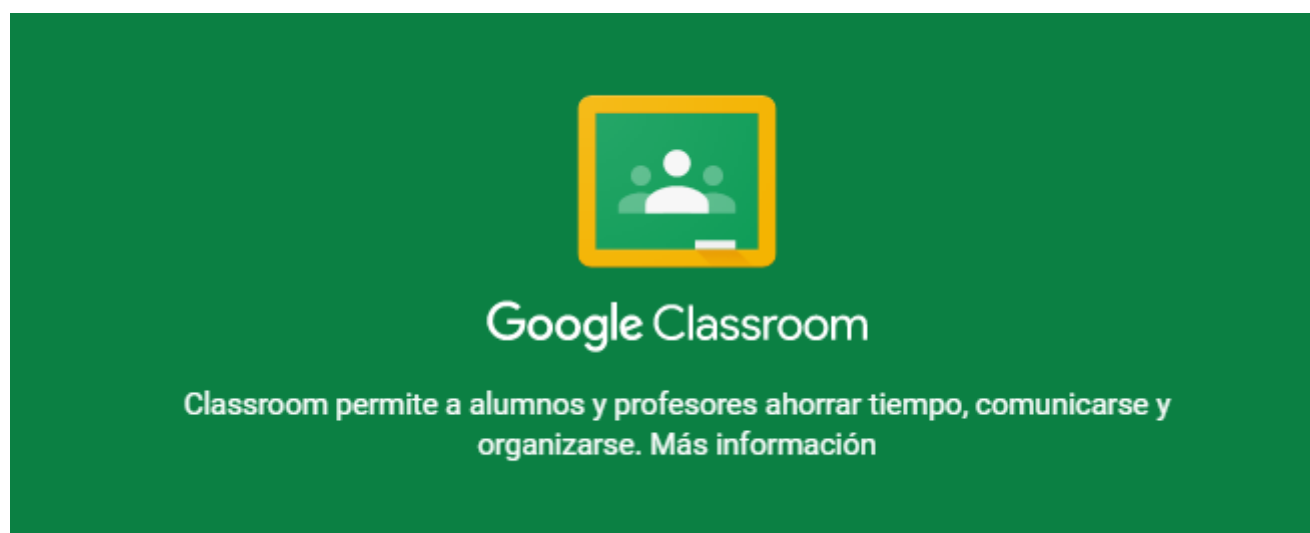 Google Classroom
Classroom permite a alumnos y profesores ahorrar tiempo, comunicarse y
organizarse. Más información